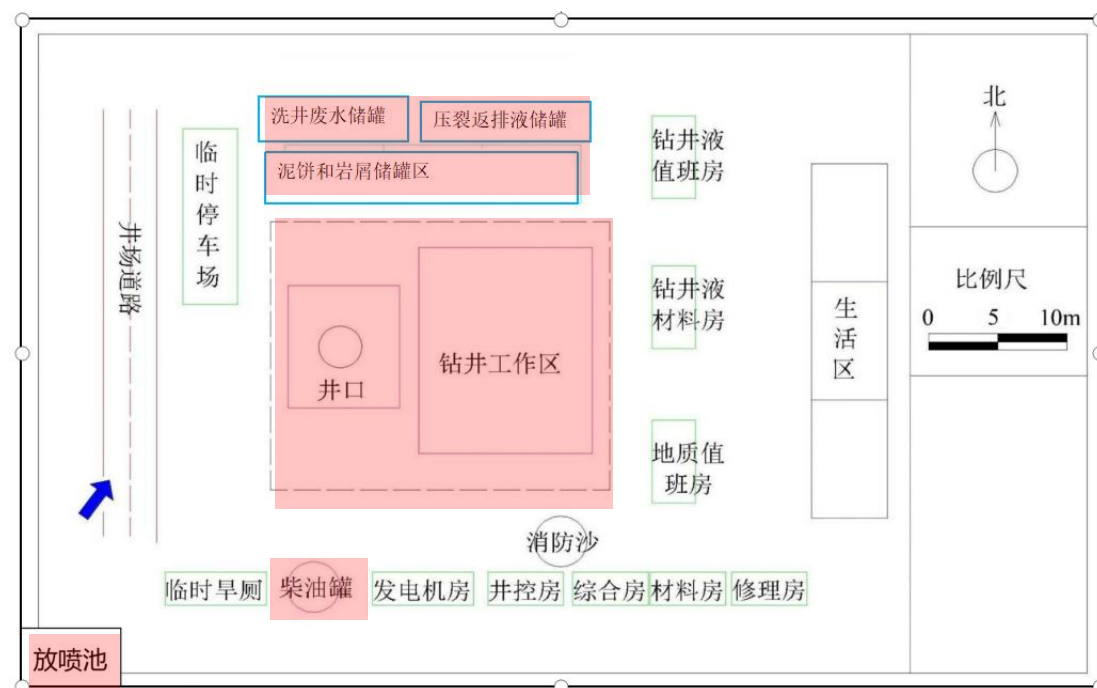 洗井废水储罐
压裂返排液储罐
泥饼和岩屑储罐区
临时停车场
井场道路
钻井液
值班房
钻井液
材料房
地质值
班房
井口
钻井工作区
生活区
北
比例尺
0 5 10m
消防沙
临时旱厕
柴油罐
发电机房
井控房
综合房
材料房
修理房
放喷池